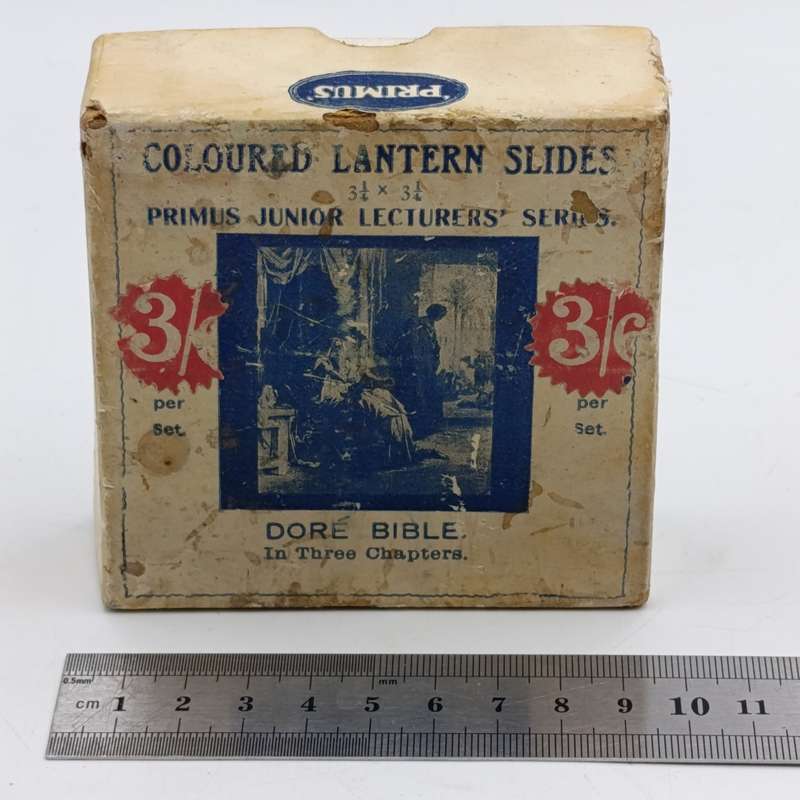 'PRIMUS'
COLOURED LANTERN SLIDES
3¼ × 3¼
PRIMUS JUNIOR LECTURERS' SERIES.
3/6
per
Set.
3/6
per
Set.
DORÉ BIBLE.
In Three Chapters.
0.5mm mm
cm 1 2 3 4 5 6 7 8 9 10 11